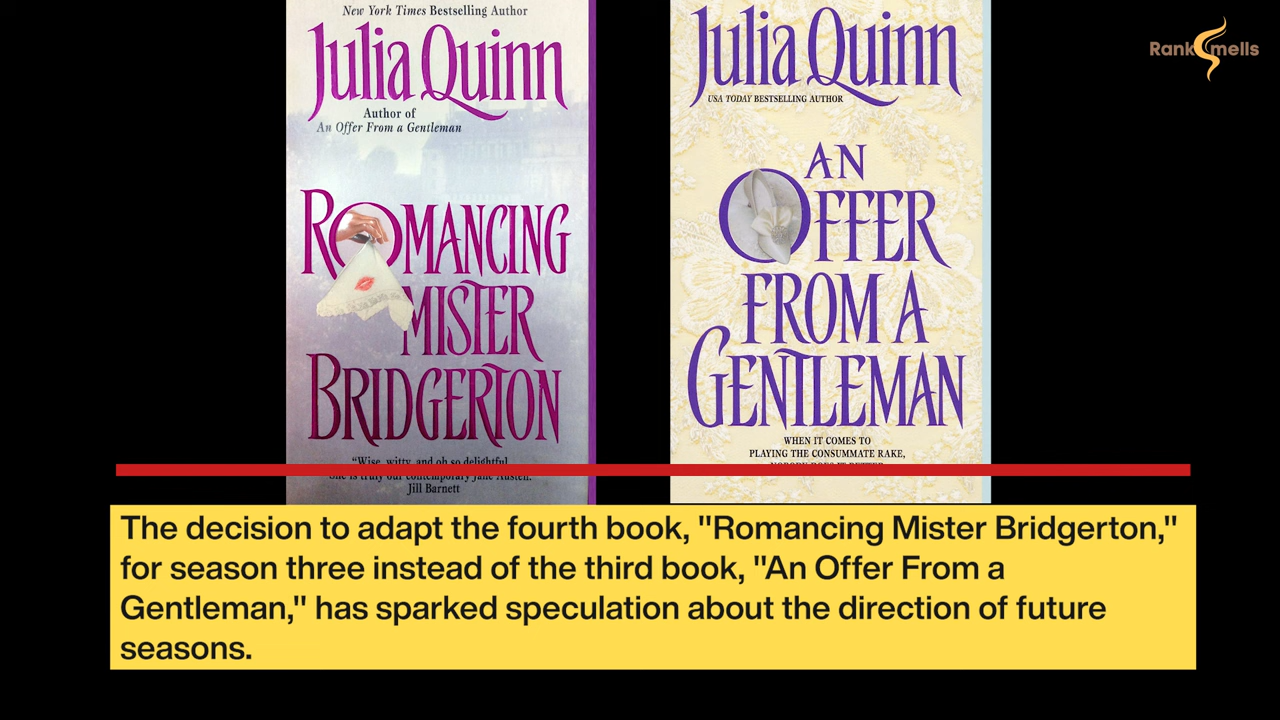 New York Times Bestselling Author
Julia Quinn
Author of
An Offer From a Gentleman
ROMANCING
MISTER
BRIDGERTON
"Wise, witty, and oh so delightful.
She is truly our contemporary Jane Austen."
Jill Barnett
Julia Quinn
USA TODAY BESTSELLING AUTHOR
AN
OFFER
FROM A
GENTLEMAN
WHEN IT COMES TO
PLAYING THE CONSUMMATE RAKE,
NOBODY DOES IT BETTER
RankSmells
The decision to adapt the fourth book, "Romancing Mister Bridgerton,"
for season three instead of the third book, "An Offer From a
Gentleman," has sparked speculation about the direction of future
seasons.